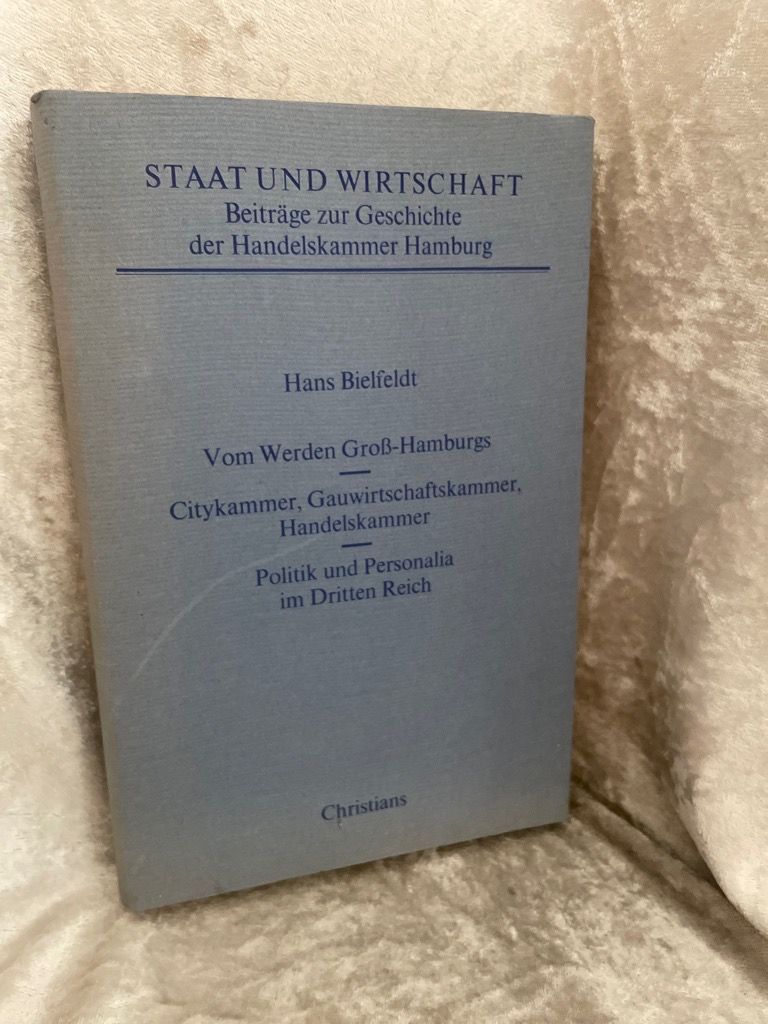 STAAT UND WIRTSCHAFT
Beiträge zur Geschichte
der Handelskammer Hamburg
Hans Bielfeldt
Vom Werden Groß-Hamburgs
Citykammer, Gauwirtschaftskammer,
Handelskammer
Politik und Personalia
im Dritten Reich
Christians